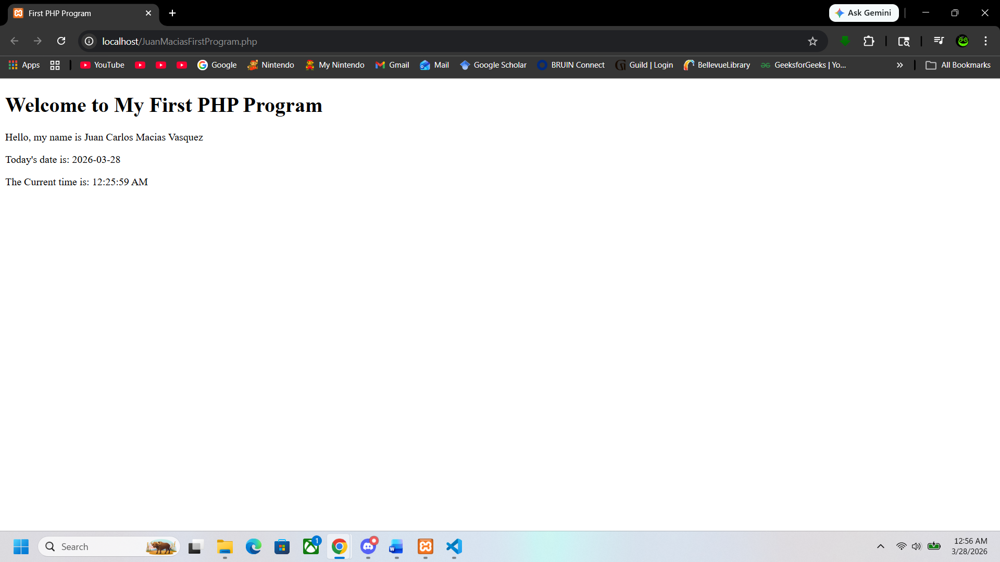 First PHP Program
Ask Gemini
localhost/JuanMaciasFirstProgram.php
Apps YouTube Google Nintendo My Nintendo Gmail Mail Google Scholar BRUIN Connect Guild | Login BellevueLibrary GeeksforGeeks | Yo... All Bookmarks
Welcome to My First PHP Program
Hello, my name is Juan Carlos Macias Vasquez
Today's date is: 2026-03-28
The Current time is: 12:25:59 AM
Search 1 12:56 AM
3/28/2026